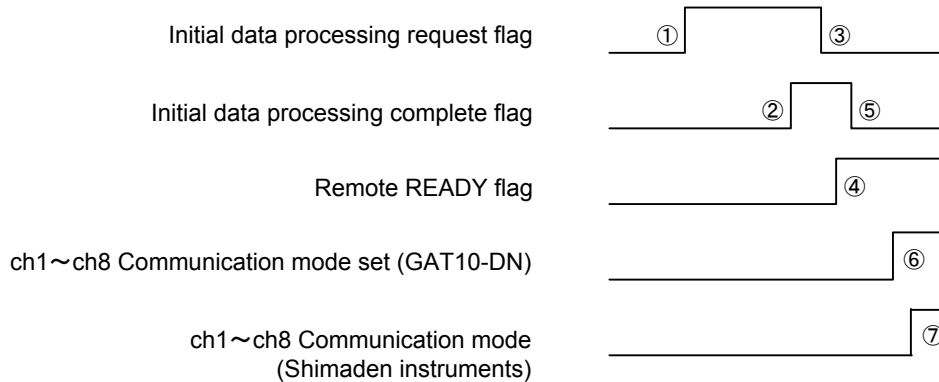 Initial data processing request flag ① ③
Initial data processing complete flag ② ⑤
Remote READY flag ④
ch1～ch8 Communication mode set (GAT10-DN) ⑥
ch1～ch8 Communication mode ⑦
(Shimaden instruments)